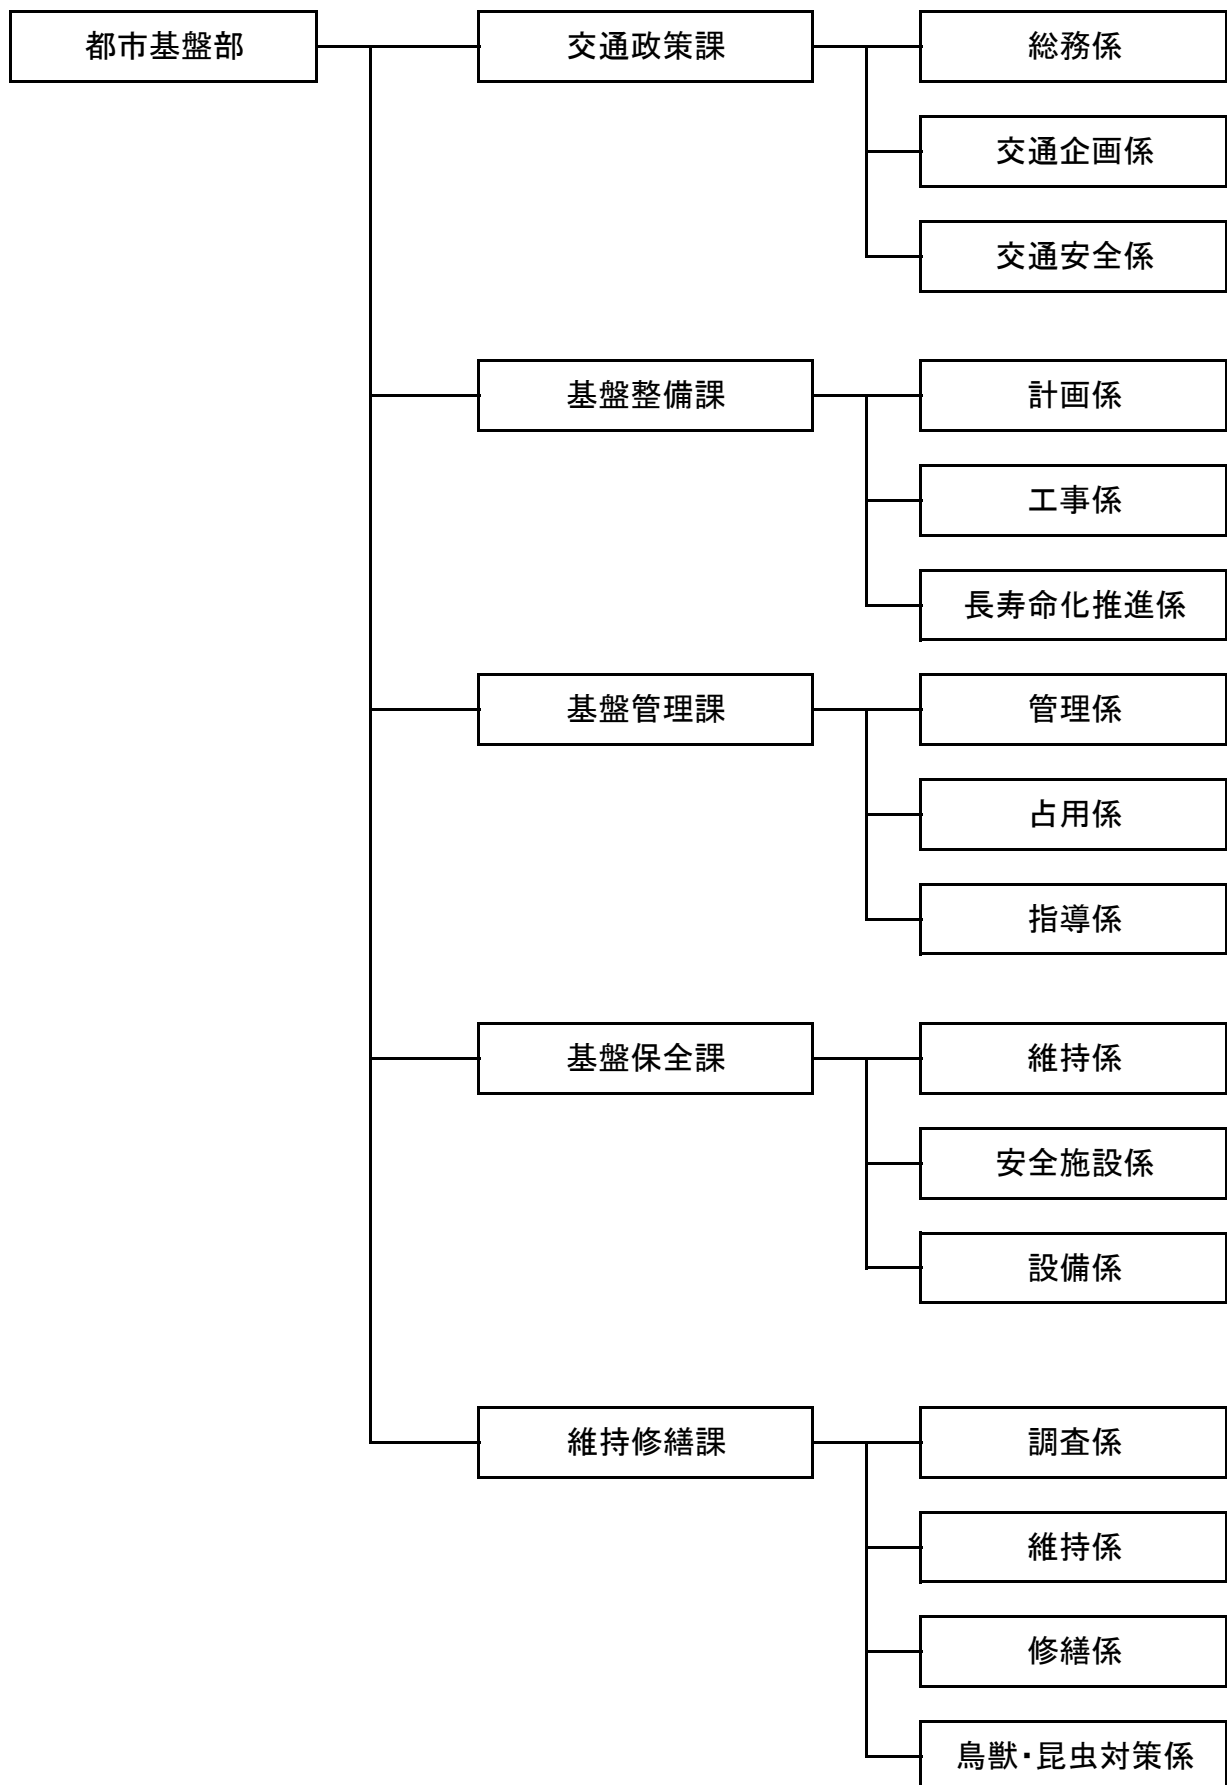 都市基盤部
交通政策課
総務係
交通企画係
交通安全係
基盤整備課
計画係
工事係
長寿命化推進係
基盤管理課
管理係
占用係
指導係
基盤保全課
維持係
安全施設係
設備係
維持修繕課
調査係
維持係
修繕係
鳥獣・昆虫対策係